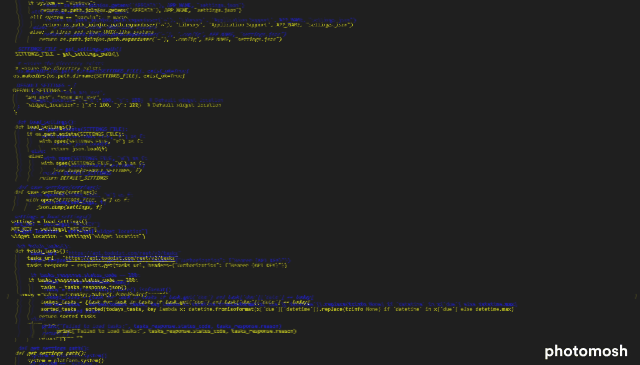 if system == "Windows":
return os.path.join(os.getenv('APPDATA'), APP_NAME, "settings.json")
elif system == "Darwin": # macOS
return os.path.join(os.path.expanduser("~"), "Library", "Application Support", APP_NAME, "settings.json")
else: # Linux and other UNIX-like systems
return os.path.join(os.path.expanduser("~"), ".config", APP_NAME, "settings.json")
SETTINGS_FILE = get_settings_path()
# Ensure the directory exists
os.makedirs(os.path.dirname(SETTINGS_FILE), exist_ok=True)
DEFAULT_SETTINGS = {
"API_KEY": "YOUR_API_KEY",
"widget_location": {"x": 100, "y": 100} # Default widget location
}
def load_settings():
if os.path.exists(SETTINGS_FILE):
with open(SETTINGS_FILE, "r") as f:
return json.load(f)
else:
with open(SETTINGS_FILE, "w") as f:
json.dump(DEFAULT_SETTINGS, f)
return DEFAULT_SETTINGS
def save_settings(settings):
with open(SETTINGS_FILE, "w") as f:
json.dump(settings, f)
settings = load_settings()
API_KEY = settings["API_KEY"]
widget_location = settings["widget_location"]
def fetch_tasks():
tasks_url = "https://api.todoist.com/rest/v2/tasks"
tasks_response = requests.get(tasks_url, headers={"Authorization": f"Bearer {API_KEY}"})
if tasks_response.status_code == 200:
tasks = tasks_response.json()
todays_tasks = [task for task in tasks if task.get("due") and task["due"]["date"] == today]
sorted_tasks = sorted(todays_tasks, key=lambda x: datetime.fromisoformat(x["due"]["datetime"]).replace(tzinfo=None) if "datetime" in x["due"] else datetime.max)
return sorted_tasks
print("Failed to load tasks:", tasks_response.status_code, tasks_response.reason)
def get_settings_path():
system = platform.system()
photomosh